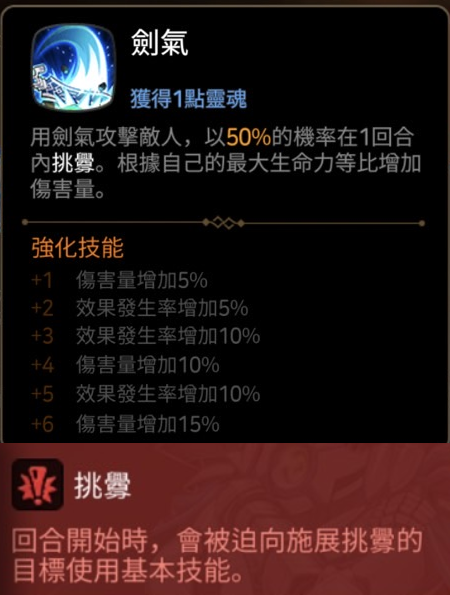 劍氣
獲得1點靈魂
用劍氣攻擊敵人，以50%的機率在1回合
內挑釁。根據自己的最大生命力等比增加
傷害量。
強化技能
+1 傷害量增加5%
+2 效果發生率增加5%
+3 效果發生率增加10%
+4 傷害量增加10%
+5 效果發生率增加10%
+6 傷害量增加15%
挑釁
回合開始時，會被迫向施展挑釁的
目標使用基本技能。